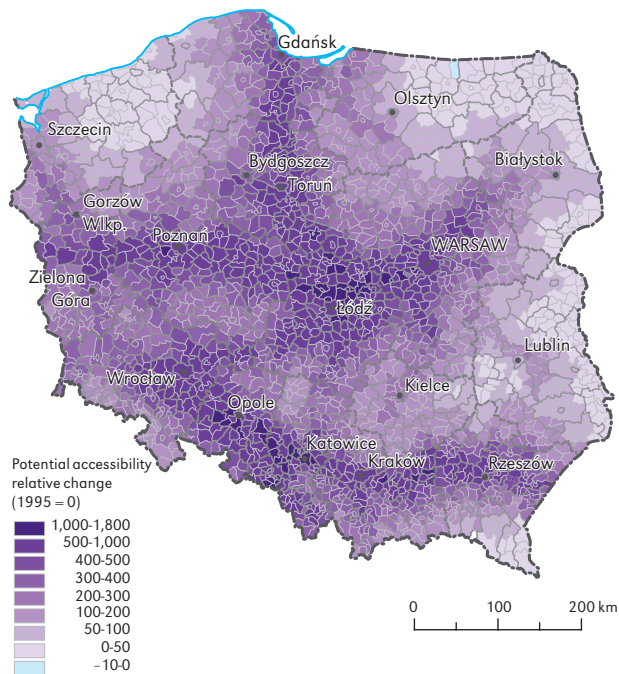 Gdańsk
Olsztyn
Szczecin
Białystok
Bydgoszcz
Toruń
Gorzów
Wlkp.
Poznań
WARSAW
Zielona
Góra
Łódź
Lublin
Wrocław
Kielce
Opole
Katowice
Kraków
Rzeszów
Potential accessibility
relative change
(1995 = 0)
1,000-1,800
500-1,000
400-500
300-400
200-300
100-200
50-100
0-50
–10-0
0 100 200 km